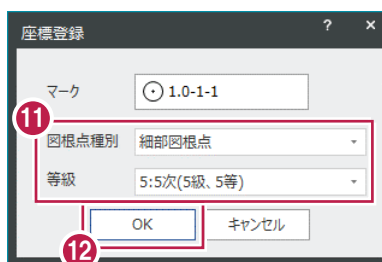 座標登録 ? ×
マーク 1.0-1-1
11
図根点種別 細部図根点
等級 5:5次(5級、5等)
OK キャンセル
12